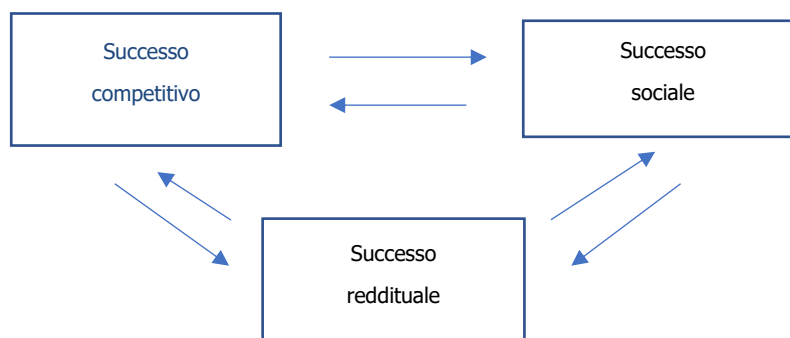 Successo
competitivo
Successo
sociale
Successo
reddituale